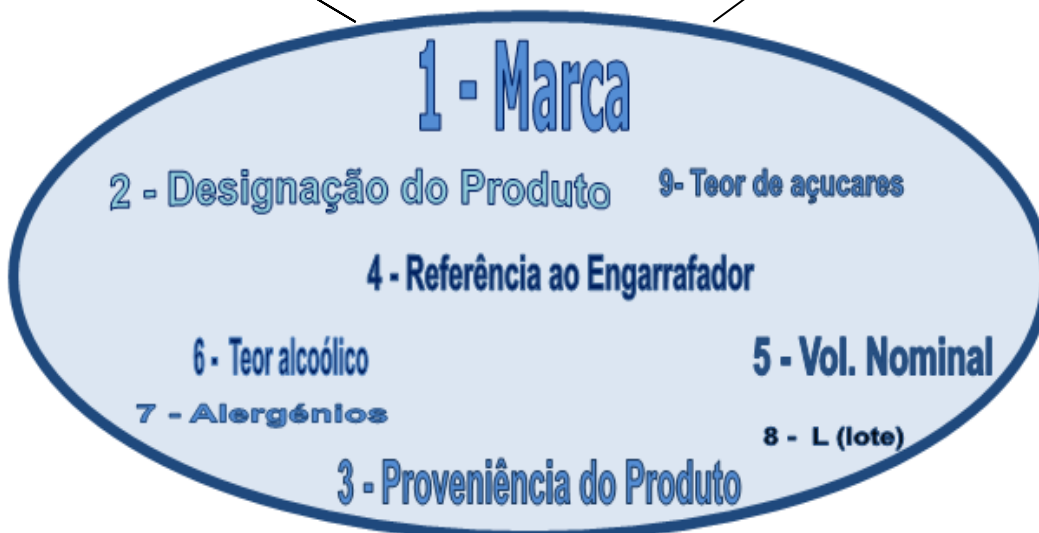 1 - Marca
2 - Designação do Produto
9- Teor de açucares
4 - Referência ao Engarrafador
6 - Teor alcoólico
5 - Vol. Nominal
7 - Alergénios
8 - L (lote)
3 - Proveniência do Produto